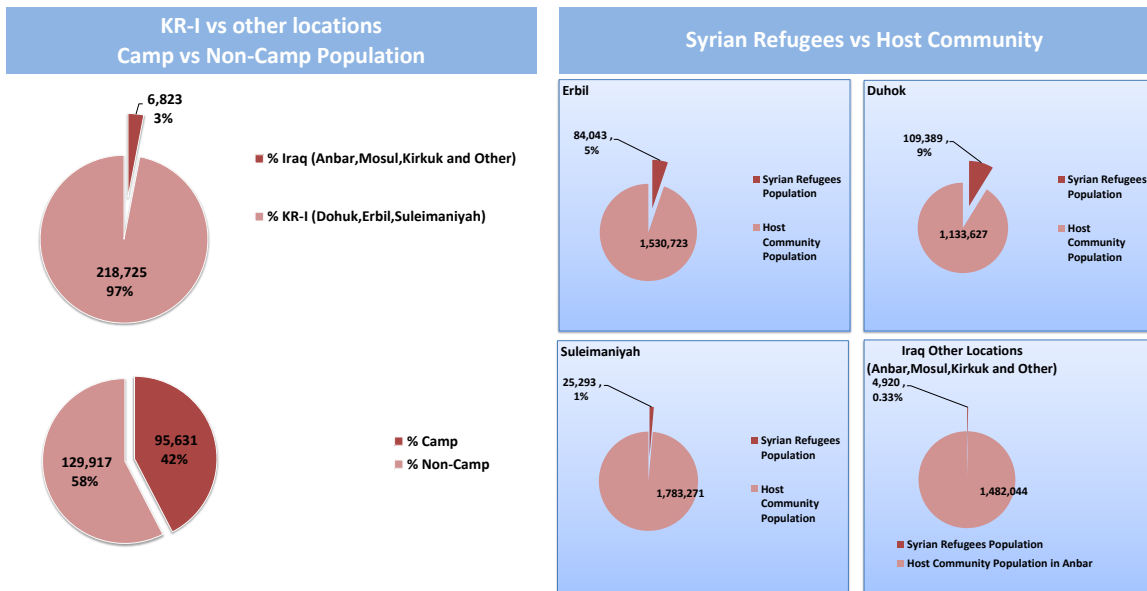 KR-I vs other locations
Camp vs Non-Camp Population
6,823
3%
% Iraq (Anbar,Mosul,Kirkuk and Other)
% KR-I (Dohuk,Erbil,Suleimaniyah)
218,725
97%
95,631
42%
129,917
58%
% Camp
% Non-Camp
Syrian Refugees vs Host Community
Erbil
84,043 ,
5%
Syrian Refugees
Population
Host
Community
Population
1,530,723
Duhok
109,389 ,
9%
Syrian Refugees
Population
Host
Community
Population
1,133,627
Suleimaniyah
25,293 ,
1%
Syrian Refugees
Population
Host
Community
Population
1,783,271
Iraq Other Locations
(Anbar,Mosul,Kirkuk and Other)
4,920 ,
0.33%
1,482,044
Syrian Refugees Population
Host Community Population in Anbar